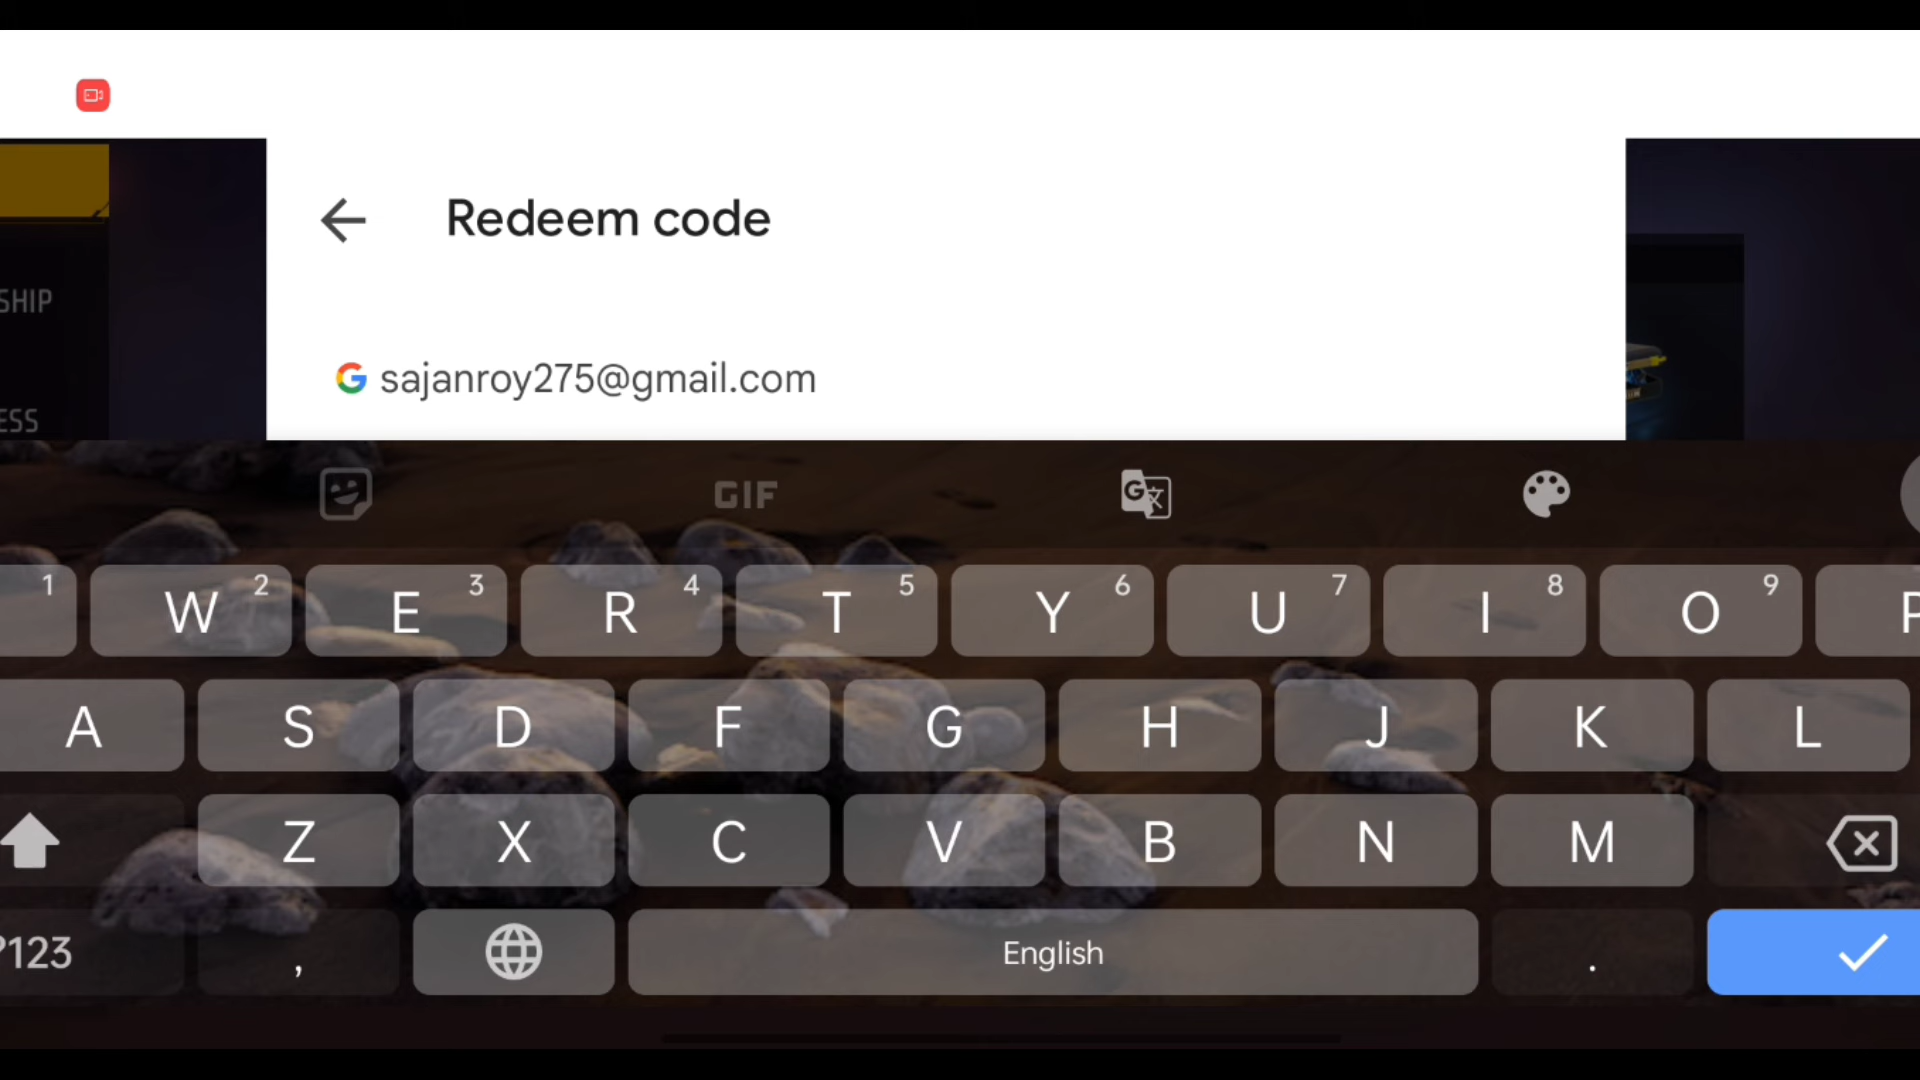 Redeem code
SHIP
sajanroy275@gmail.com
ESS
GIF
1 W 2 E 3 R 4 T 5 Y 6 U 7 I 8 O 9 P
A S D F G H J K L
Z X C V B N M
?123 , English .